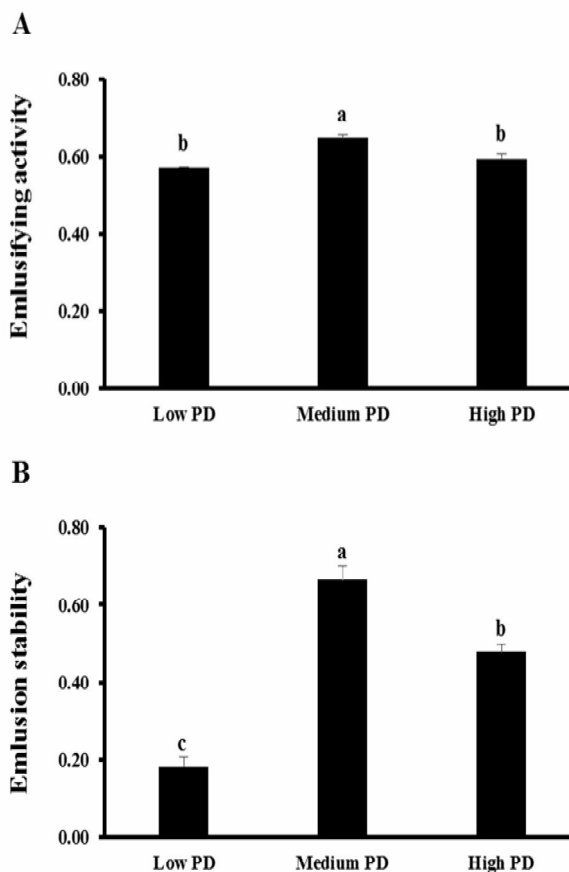 A
0.80
0.60
0.40
0.20
0.00
Emlusifying activity
b
a
b
Low PD
Medium PD
High PD
B
0.80
0.60
0.40
0.20
0.00
Emlusion stability
c
a
b
Low PD
Medium PD
High PD